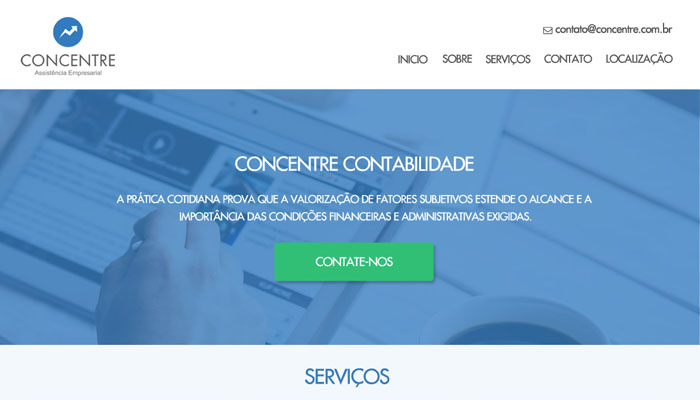 contato@concentre.com.br
CONCENTRE
Assistência Empresarial
INICIO SOBRE SERVIÇOS CONTATO LOCALIZAÇÃO
CONCENTRE CONTABILIDADE
A PRÁTICA COTIDIANA PROVA QUE A VALORIZAÇÃO DE FATORES SUBJETIVOS ESTENDE O ALCANCE E A
IMPORTÂNCIA DAS CONDIÇÕES FINANCEIRAS E ADMINISTRATIVAS EXIGIDAS.
CONTATE-NOS
SERVIÇOS